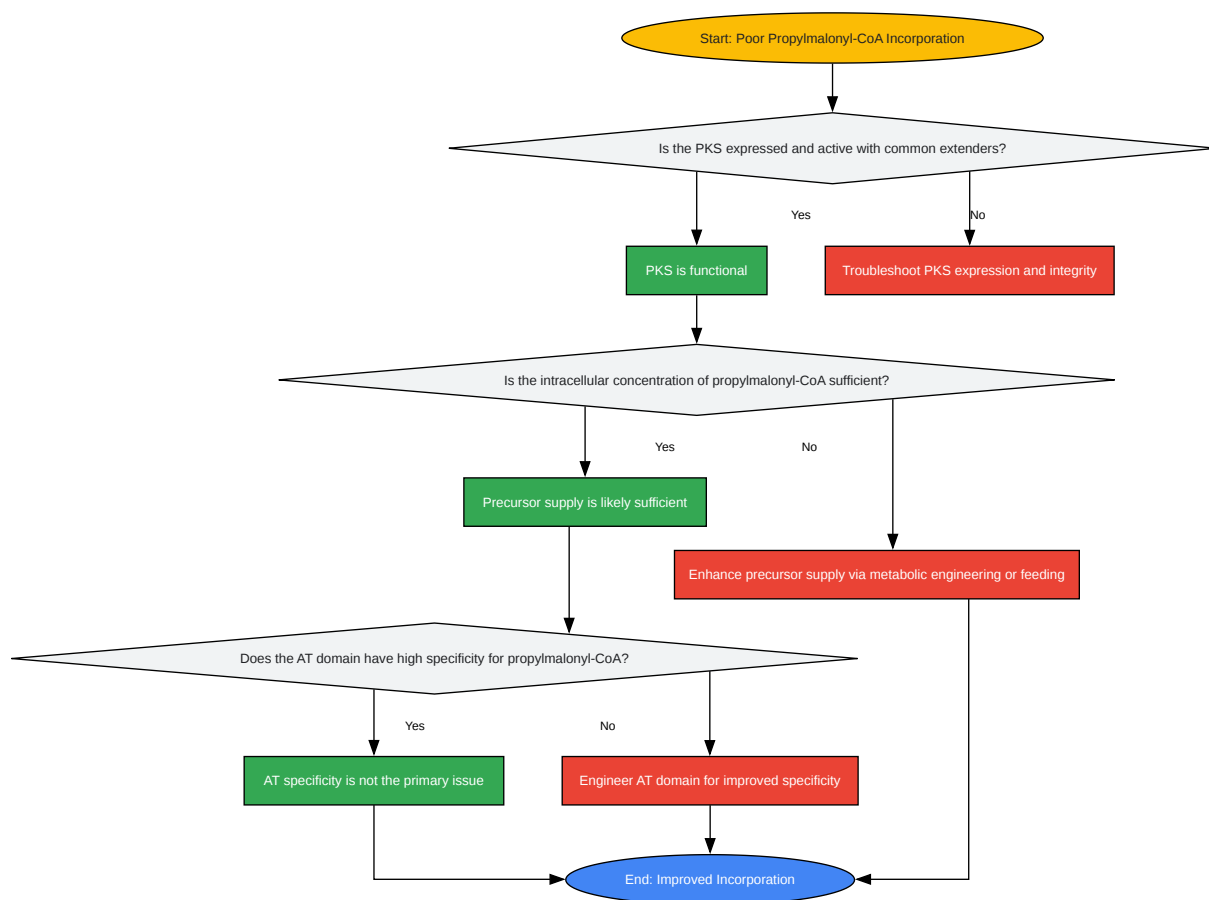 Start: Poor Propylmalonyl-CoA Incorporation
Is the PKS expressed and active with common extenders?
Yes
No
PKS is functional
Troubleshoot PKS expression and integrity
Is the intracellular concentration of propylmalonyl-CoA sufficient?
Yes
No
Precursor supply is likely sufficient
Enhance precursor supply via metabolic engineering or feeding
Does the AT domain have high specificity for propylmalonyl-CoA?
Yes
No
AT specificity is not the primary issue
Engineer AT domain for improved specificity
End: Improved Incorporation